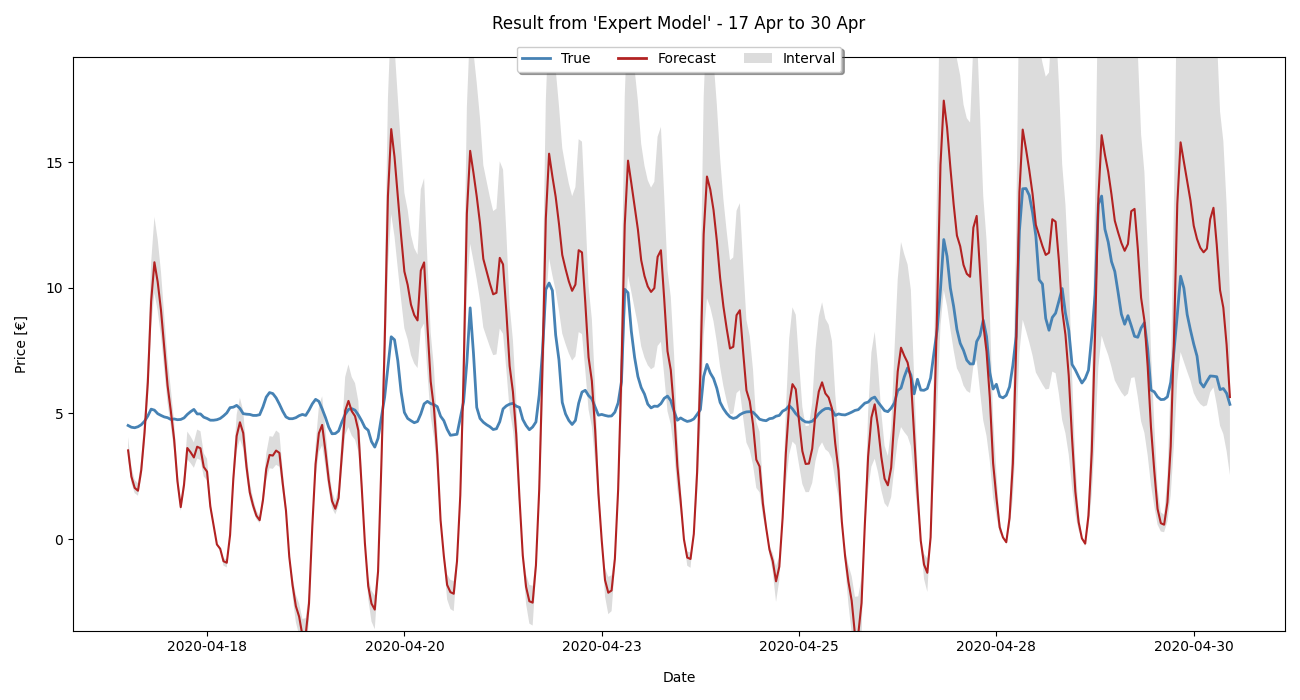 Result from 'Expert Model' - 17 Apr to 30 Apr
True Forecast Interval
15
10
5
0
Price [€]
2020-04-18 2020-04-20 2020-04-23 2020-04-25 2020-04-28 2020-04-30
Date